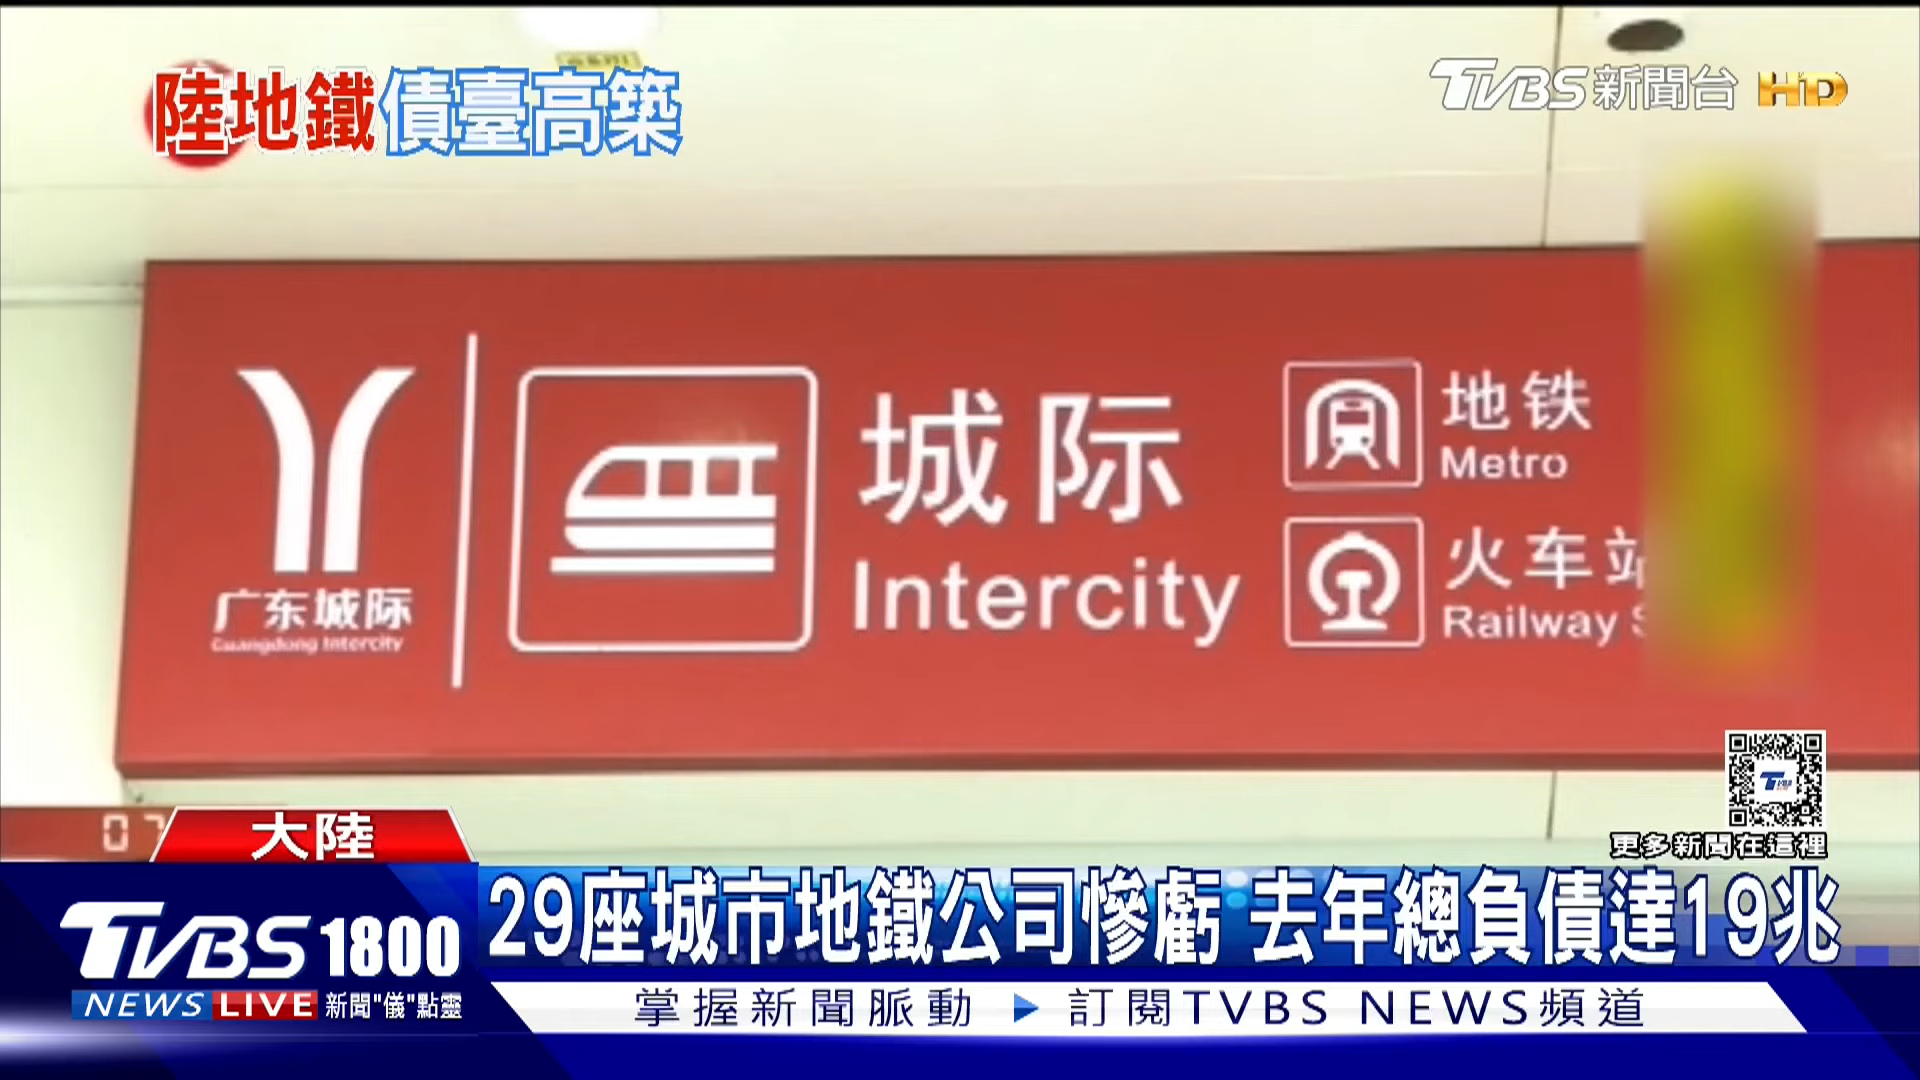 陸地鐵債臺高築
TVBS新聞台 HD
城际
Intercity
地铁
Metro
火车站
Railway S
广东城际
Guangdong Intercity
07
更多新聞在這裡
大陸
29座城市地鐵公司慘虧 去年總負債達19兆
TVBS 1800
NEWS LIVE 新聞"儀"點靈
掌握新聞脈動 ▶ 訂閱TVBS NEWS頻道